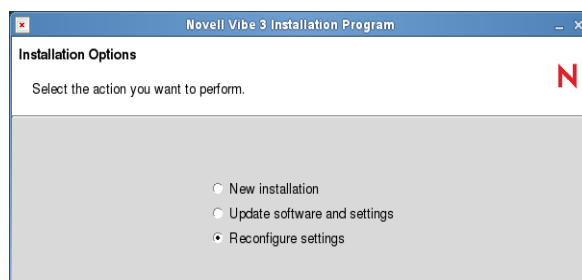 Novell Vibe 3 Installation Program
Installation Options
Select the action you want to perform.
N
New installation
Update software and settings
Reconfigure settings